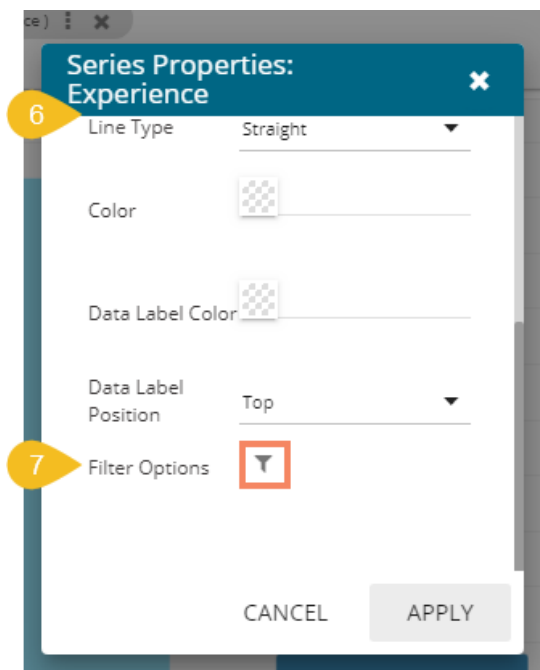 ce )
Series Properties:
Experience
6
Line Type Straight
Color
Data Label Color
Data Label
Position Top
7 Filter Options
CANCEL APPLY